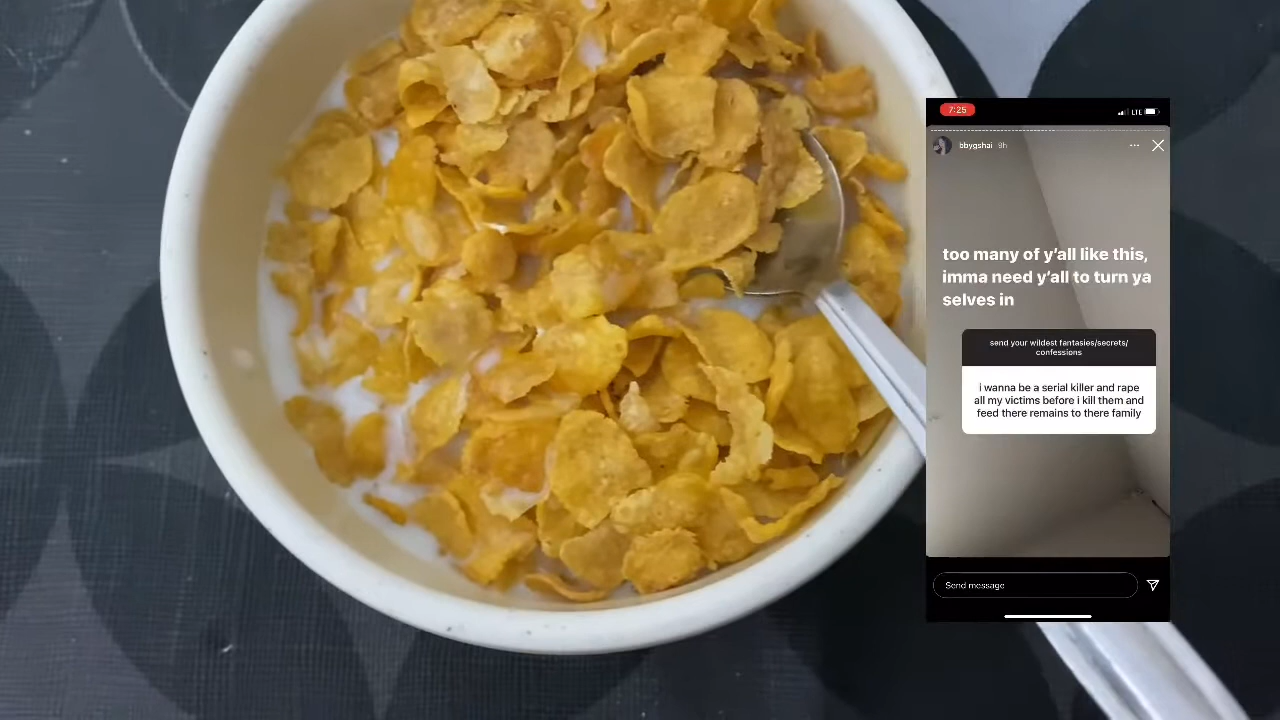 7:25
LTE
bbygshai 9h
too many of y'all like this,
imma need y'all to turn ya
selves in
send your wildest fantasies/secrets/
confessions
i wanna be a serial killer and rape
all my victims before i kill them and
feed there remains to there family
Send message